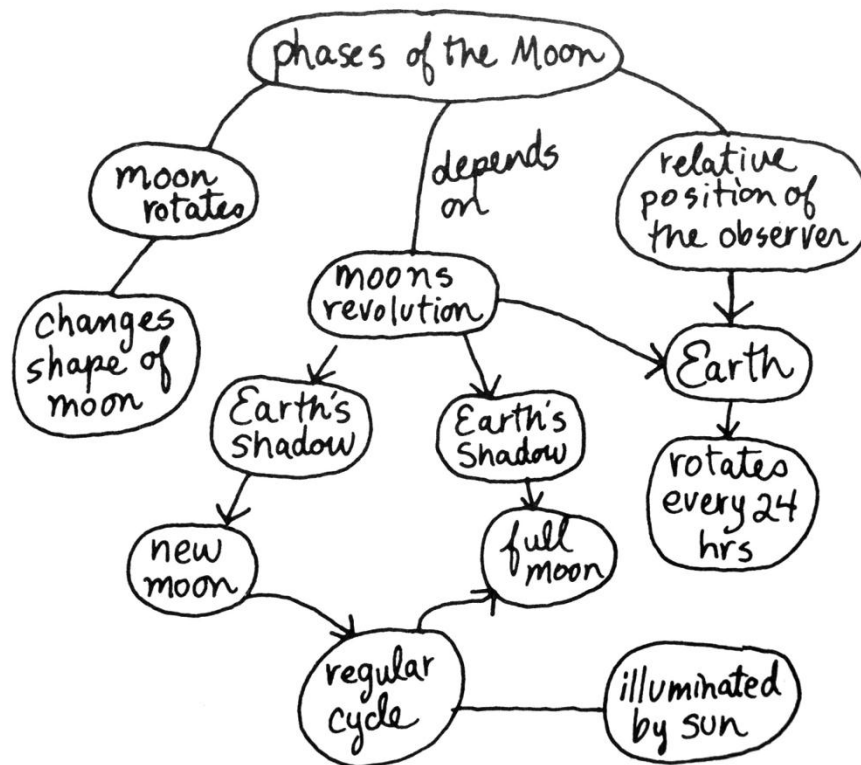 phases of the Moon
moon
rotates
depends
on
relative
position of
the observer
changes
shape of
moon
moons
revolution
Earth
Earth's
shadow
Earth's
Shadow
rotates
every 24
hrs
new
moon
full
moon
regular
cycle
illuminated
by sun